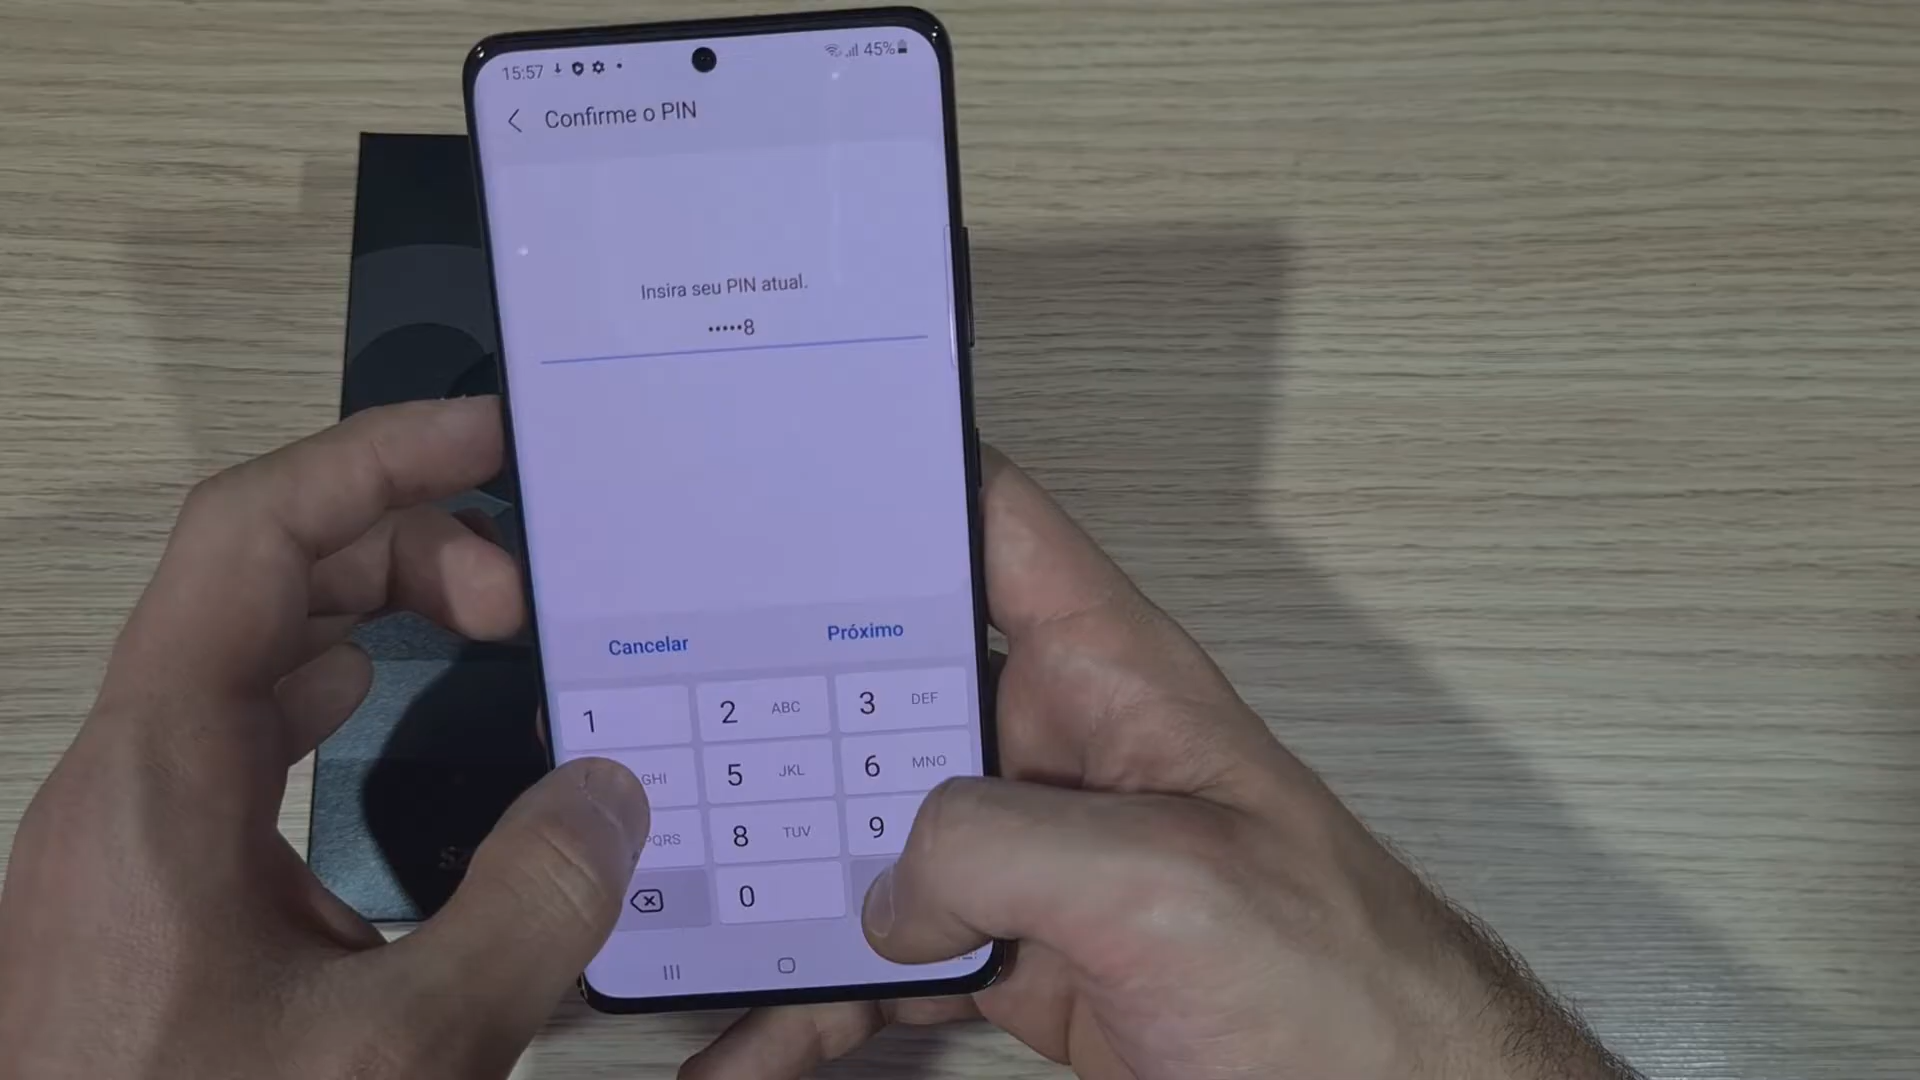 15:57 45%
Confirme o PIN
Insira seu PIN atual.
•••••8
Cancelar Próximo
1 2 ABC 3 DEF
GHI 5 JKL 6 MNO
PQRS 8 TUV 9
0